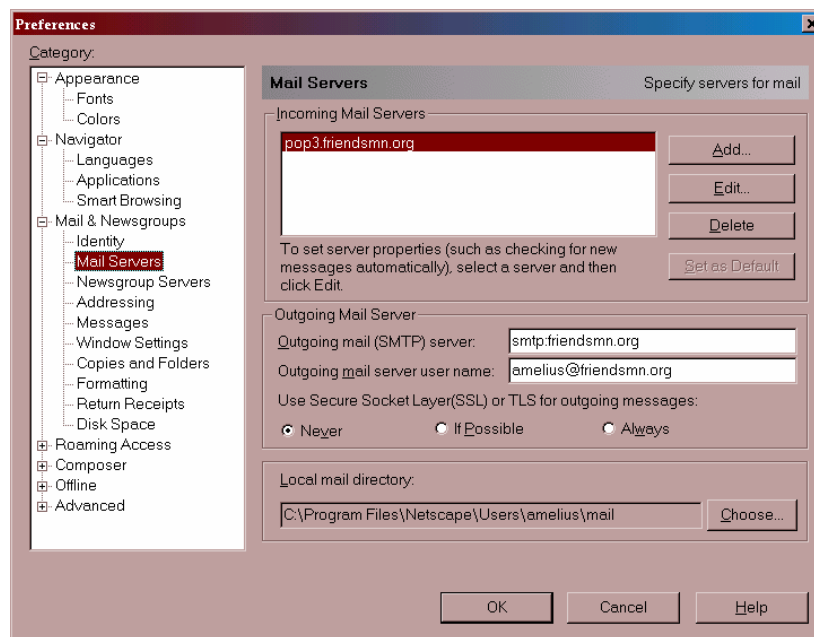 Preferences
Category:
Appearance
Fonts
Colors
Navigator
Languages
Applications
Smart Browsing
Mail & Newsgroups
Identity
Mail Servers
Newsgroup Servers
Addressing
Messages
Window Settings
Copies and Folders
Formatting
Return Receipts
Disk Space
Roaming Access
Composer
Offline
Advanced
Mail Servers
Specify servers for mail
Incoming Mail Servers
pop3.friendsmn.org
Add...
Edit...
Delete
Set as Default
To set server properties (such as checking for new
messages automatically), select a server and then
click Edit.
Outgoing Mail Server
Outgoing mail (SMTP) server:
smtp:friendsmn.org
Outgoing mail server user name:
amelius@friendsmn.org
Use Secure Socket Layer(SSL) or TLS for outgoing messages:
Never
If Possible
Always
Local mail directory:
C:\Program Files\Netscape\Users\amelius\mail
Choose...
OK
Cancel
Help